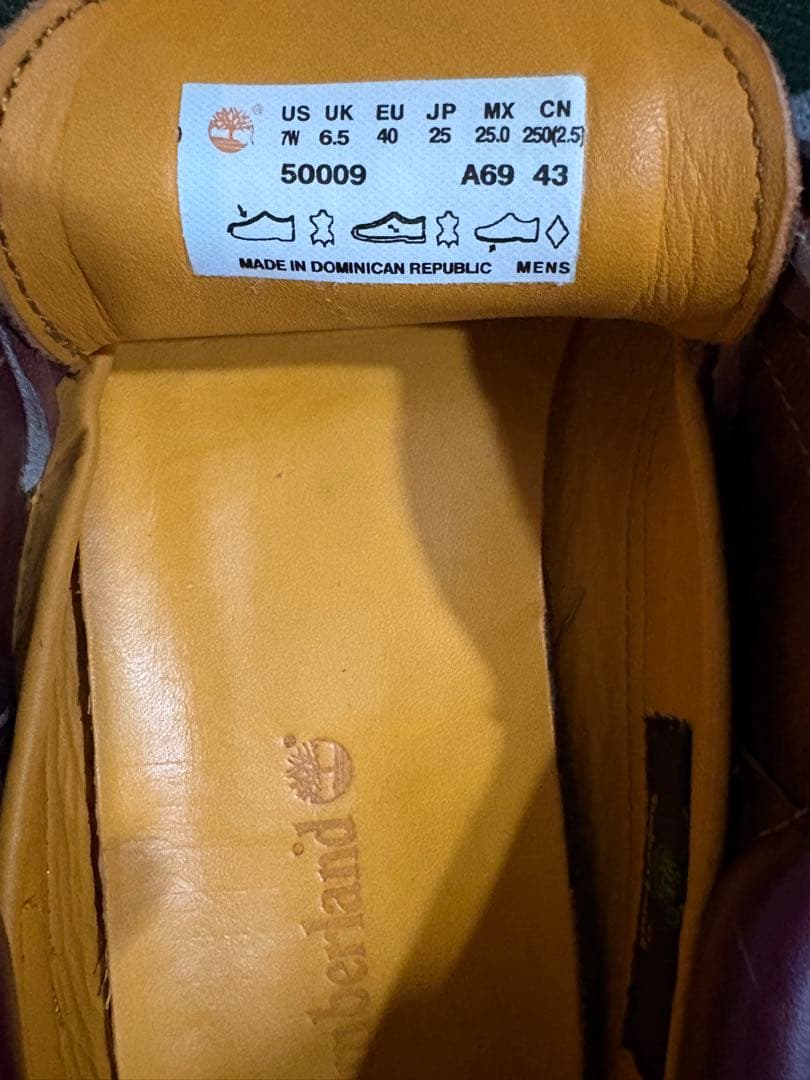 US UK EU JP MX CN
7W 6.5 40 25 25.0 250(2.5)
50009 A69 43
MADE IN DOMINICAN REPUBLIC MENS
mberland